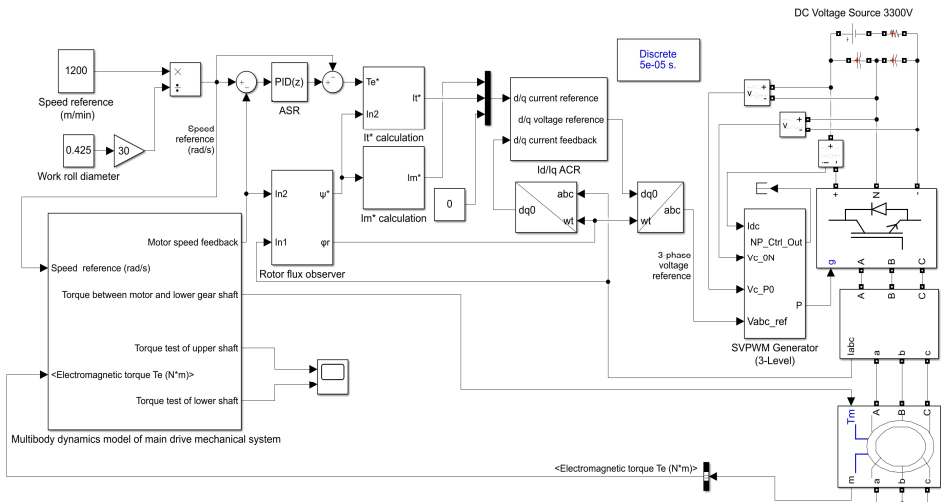 DC Voltage Source 3300V
Discrete
5e-05 s.
1200
Speed reference
(m/min)
×
÷
0.425
30
Work roll diameter
Speed
reference
(rad/s)
+
−
PID(z)
ASR
+
−
Te*
It*
In2
It* calculation
Im*
Im* calculation
0
d/q current reference
d/q voltage reference
d/q current feedback
Id/Iq ACR
abc
dq0
wt
dq0
abc
wt
In2
ψ*
In1
φr
Rotor flux observer
3-phase
voltage
reference
v
+
-
v
+
-
i
-
+
+
N
-
g
A
B
C
Idc
NP_Ctrl_Out
Vc_0N
Vc_P0
P
Vabc_ref
SVPWM Generator
(3-Level)
A
B
C
Iabc
a
b
c
Motor speed feedback
Speed reference (rad/s)
Torque between motor and lower gear shaft
Torque test of upper shaft
<Electromagnetic torque Te (N*m)>
Torque test of lower shaft
Multibody dynamics model of main drive mechanical system
Tm
A
B
C
m
a
b
c
<Electromagnetic torque Te (N*m)>